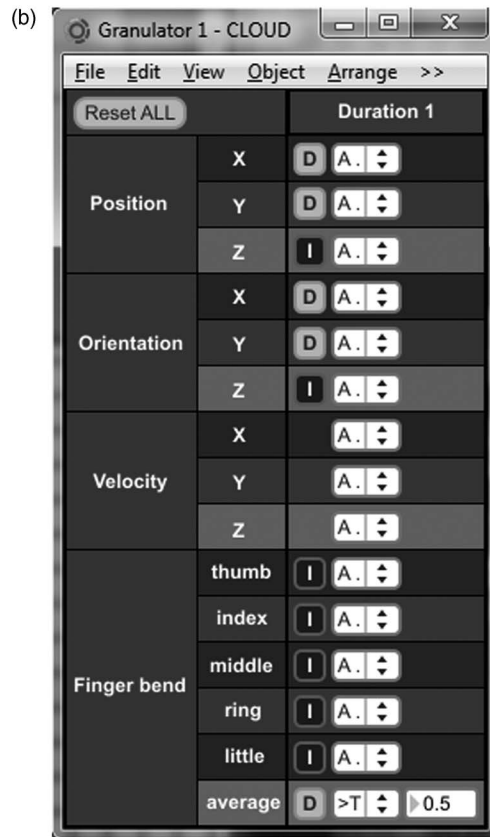 (b)
Granulator 1 - CLOUD
File Edit View Object Arrange >>
Reset ALL Duration 1
Position X D A.
Y D A.
Z I A.
Orientation X D A.
Y D A.
Z I A.
Velocity X A.
Y A.
Z A.
Finger bend thumb I A.
index I A.
middle I A.
ring I A.
little I A.
average D >T 0.5